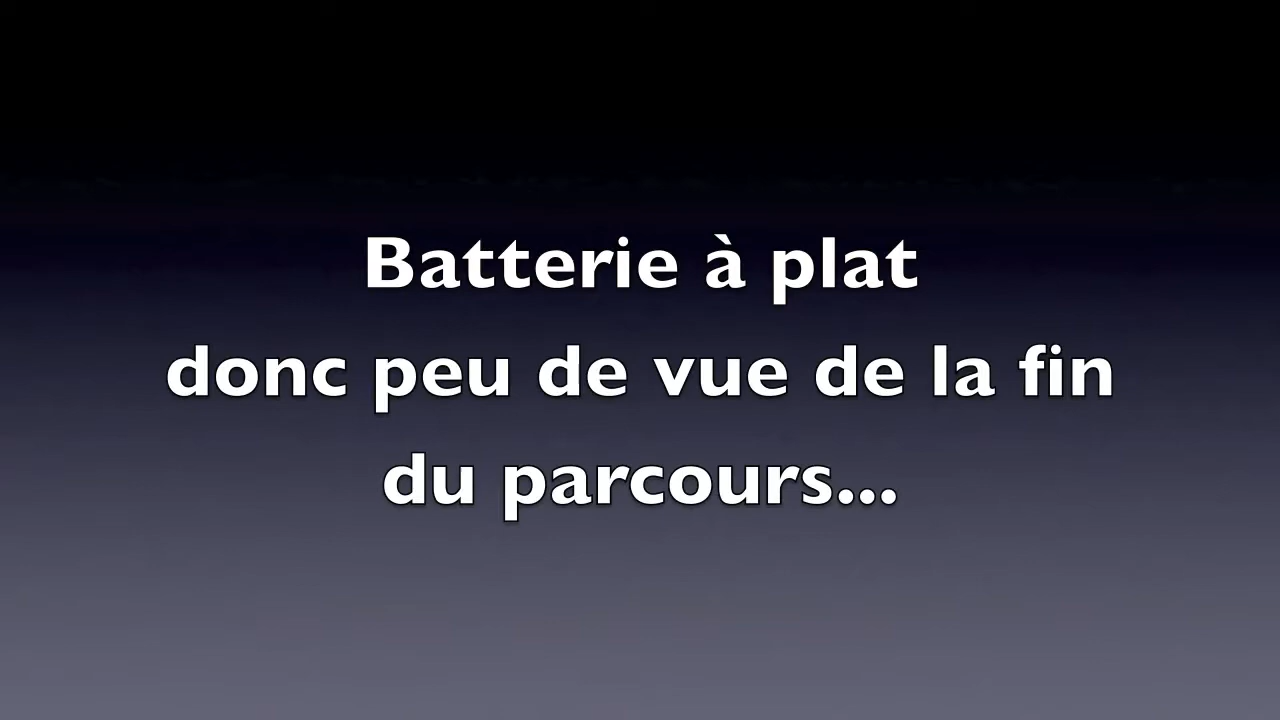 Batterie à plat
donc peu de vue de la fin
du parcours...